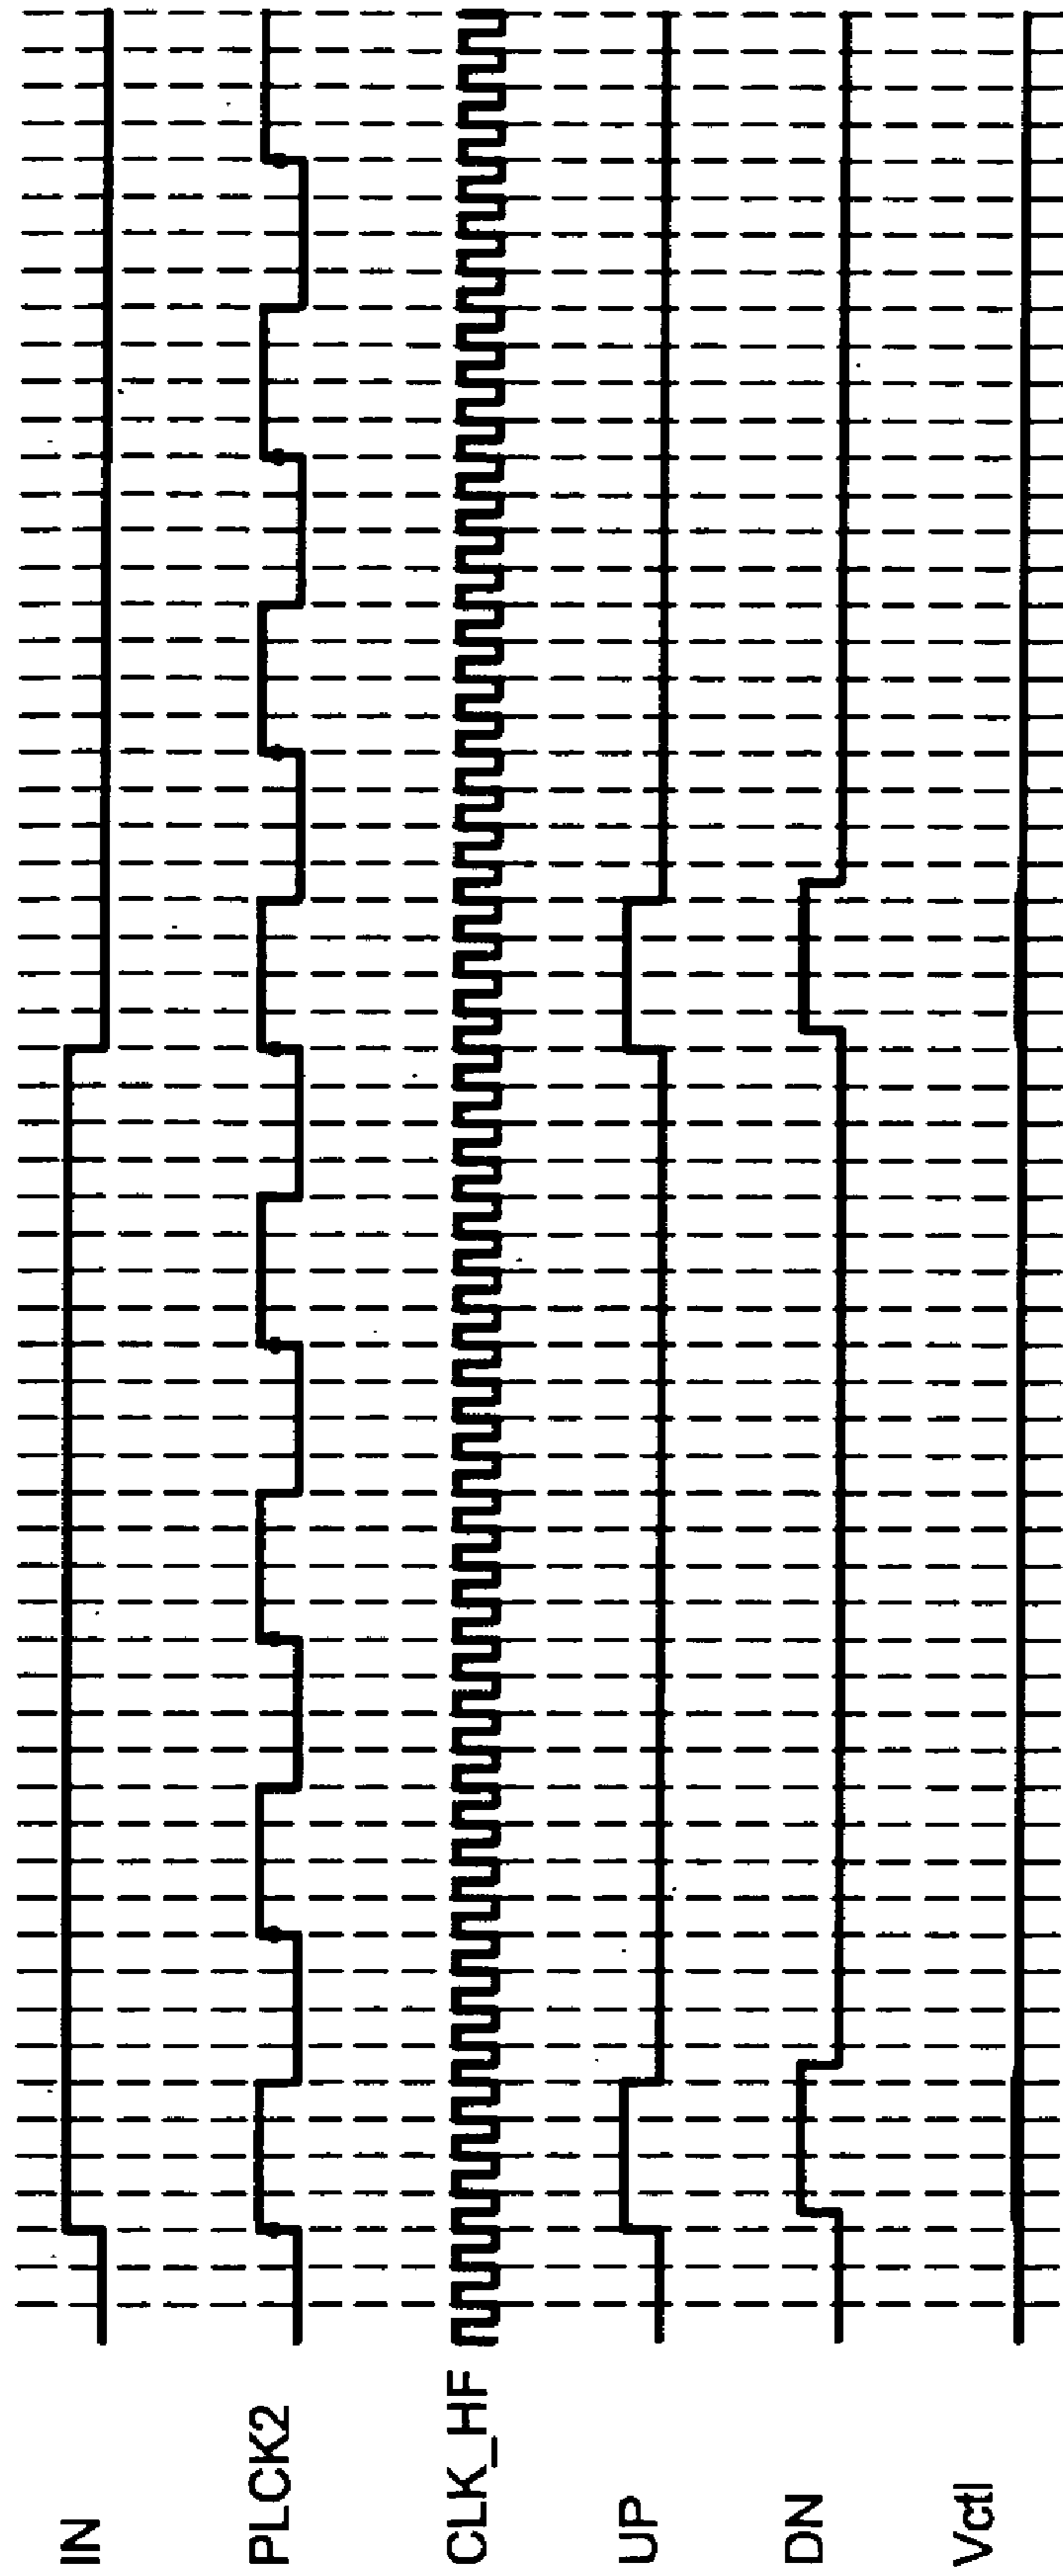 IN
PLCK2
CLK_HF
UP
DN
Vctl